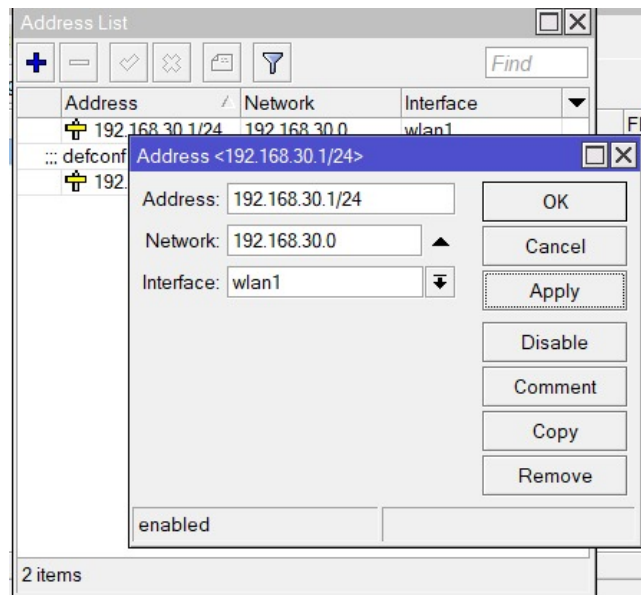 Address List
Find
Address Network Interface
192.168.30.1/24 192.168.30.0 wlan1
;;; defconf
192.
Address <192.168.30.1/24>
Address: 192.168.30.1/24
Network: 192.168.30.0
Interface: wlan1
OK
Cancel
Apply
Disable
Comment
Copy
Remove
enabled
2 items